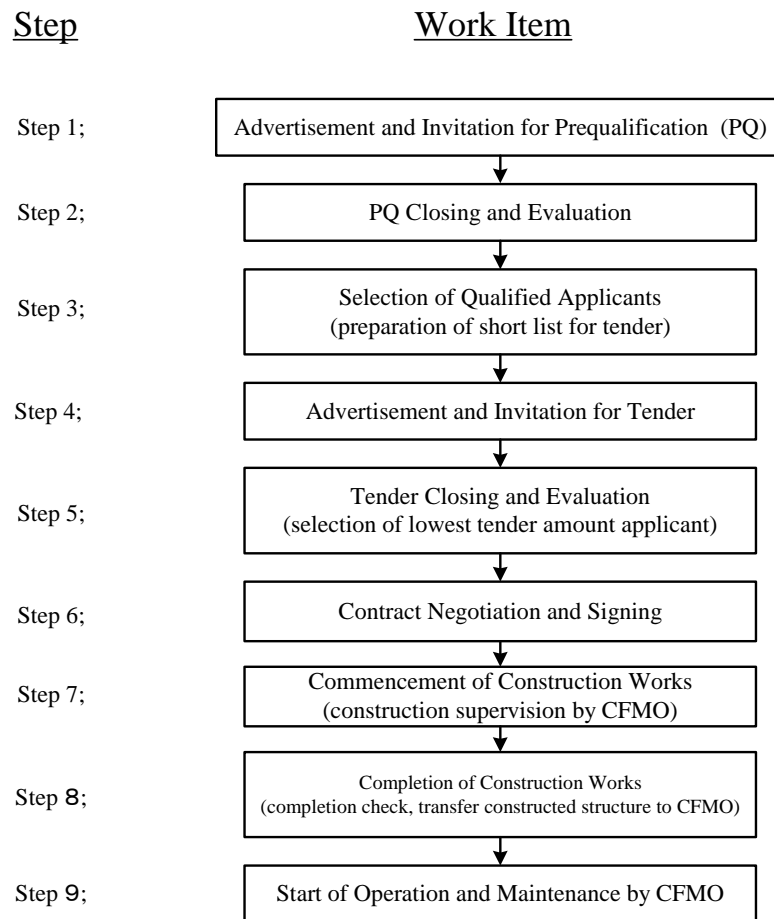 Step Work Item
Step 1; Advertisement and Invitation for Prequalification (PQ)
Step 2; PQ Closing and Evaluation
Step 3; Selection of Qualified Applicants
(preparation of short list for tender)
Step 4; Advertisement and Invitation for Tender
Step 5; Tender Closing and Evaluation
(selection of lowest tender amount applicant)
Step 6; Contract Negotiation and Signing
Step 7; Commencement of Construction Works
(construction supervision by CFMO)
Step 8; Completion of Construction Works
(completion check, transfer constructed structure to CFMO)
Step 9; Start of Operation and Maintenance by CFMO